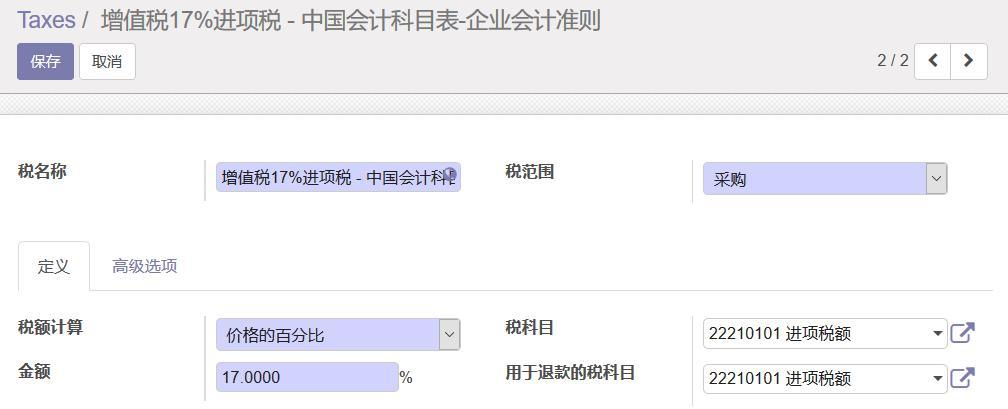 Taxes / 增值税17%进项税 - 中国会计科目表-企业会计准则
保存 取消 2 / 2
税名称 增值税17%进项税 - 中国会计科 税范围 采购
定义 高级选项
税额计算 价格的百分比 税科目 22210101 进项税额
金额 17.0000 % 用于退款的税科目 22210101 进项税额